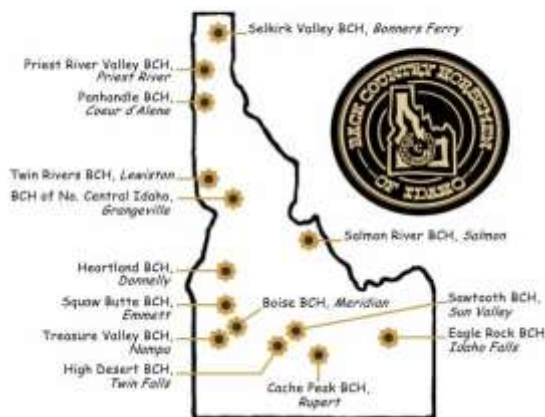 Selkirk Valley BCH, Bonners Ferry
Priest River Valley BCH,
Priest River
Panhandle BCH,
Coeur d'Alene
BACK COUNTRY HORSEMEN
OF IDAHO
Twin Rivers BCH, Lewiston
BCH of No. Central Idaho,
Grangeville
Salmon River BCH, Salmon
Heartland BCH,
Donnelly
Squaw Butte BCH,
Emmett
Boise BCH, Meridian
Sawtooth BCH,
Sun Valley
Treasure Valley BCH,
Nampa
Eagle Rock BCH,
Idaho Falls
High Desert BCH,
Twin Falls
Cache Peak BCH,
Rupert